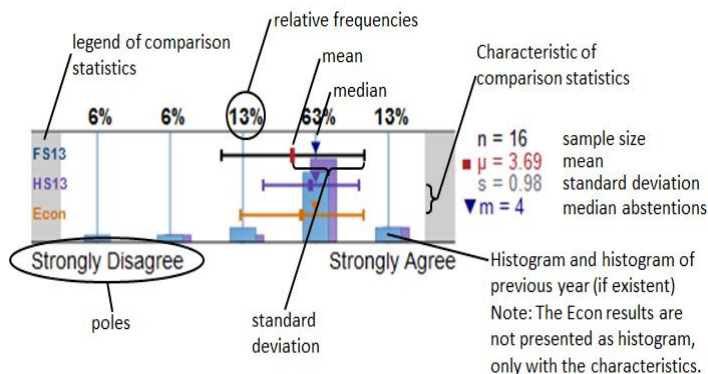 relative frequencies
legend of comparison
statistics
mean
median
Characteristic of
comparison statistics
6% 6% 13% 63% 13%
FS13
HS13
Econ
n = 16 sample size
μ = 3.69 mean
s = 0.98 standard deviation
m = 4 median abstentions
Strongly Disagree Strongly Agree
poles
standard
deviation
Histogram and histogram of
previous year (if existent)
Note: The Econ results are
not presented as histogram,
only with the characteristics.